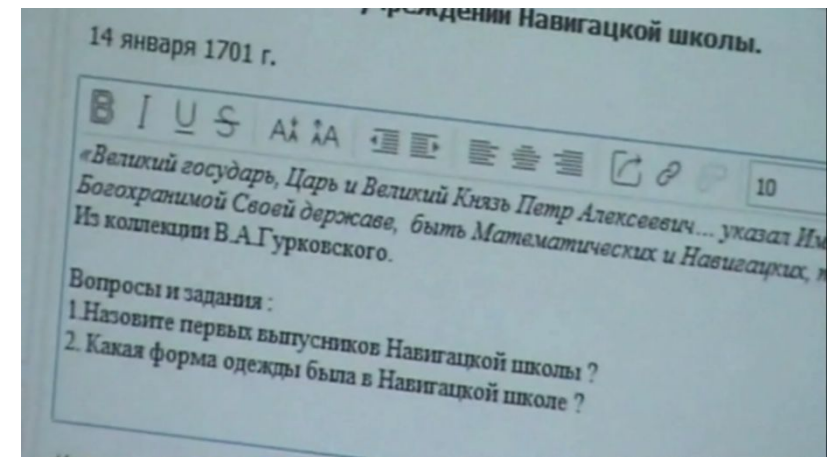 учреждении Навигацкой школы.
14 января 1701 г.
B I U S 10
«Великий государь, Царь и Великий Князь Петр Алексеевич... указал Им
Богохранимой Своей державе, быть Математических и Навигацких,
Из коллекции В.А.Гурковского.
Вопросы и задания :
1.Назовите первых выпусников Навигацкой школы ?
2. Какая форма одежды была в Навигацкой школе ?